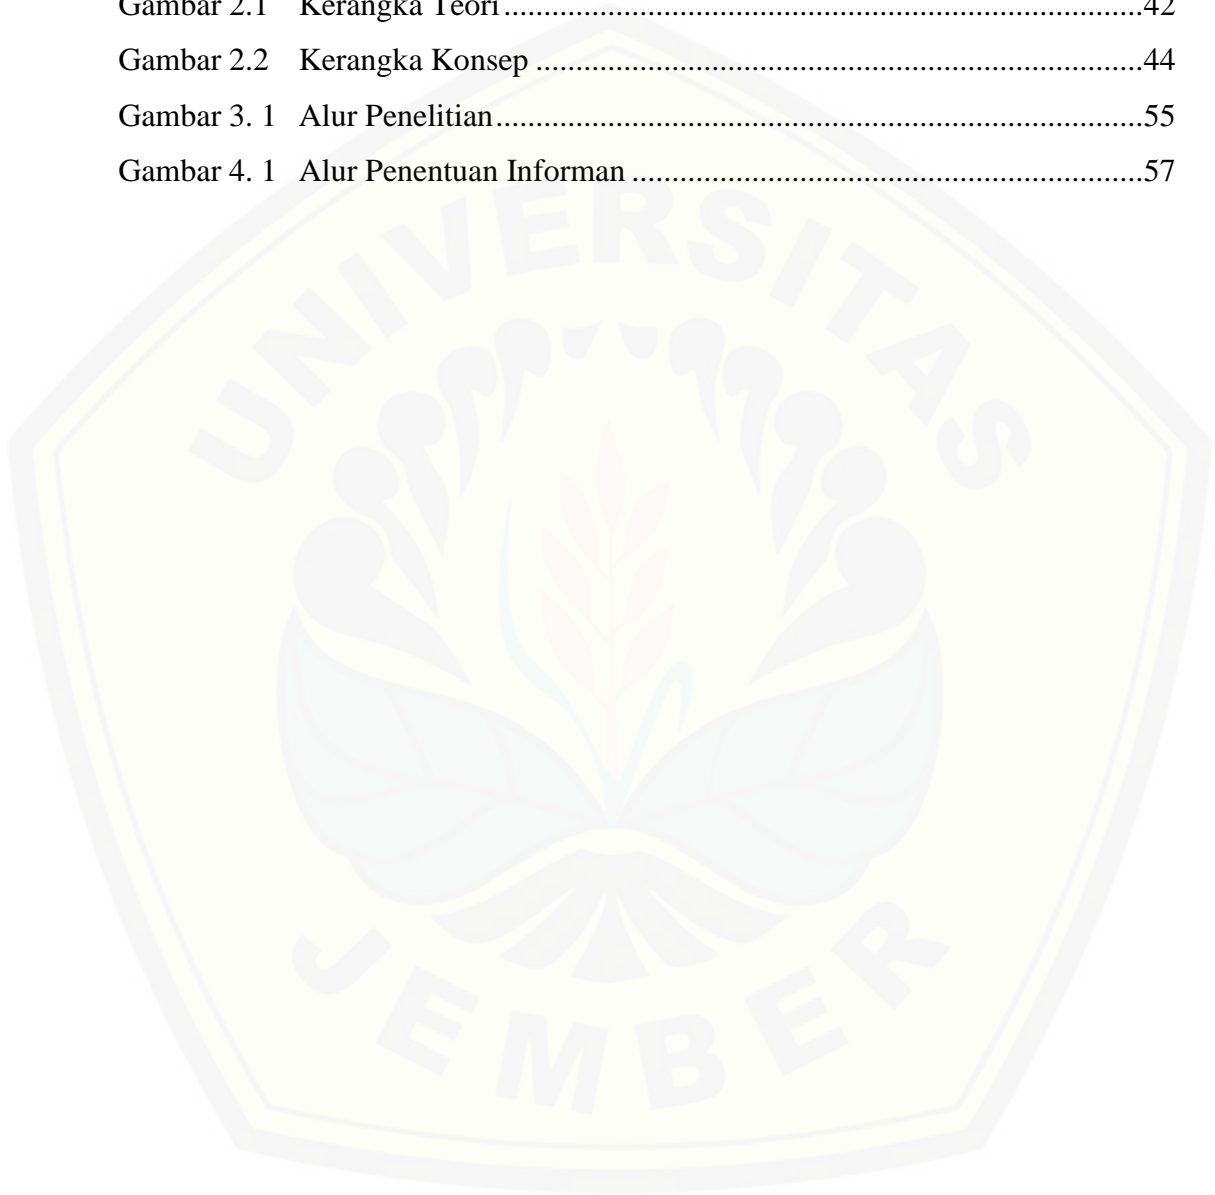 Gambar 2.1 Kerangka Teori................................................................................42
Gambar 2.2 Kerangka Konsep ............................................................................44
Gambar 3. 1 Alur Penelitian.................................................................................55
Gambar 4. 1 Alur Penentuan Informan ................................................................57
UNIVERSITAS
JEMBER